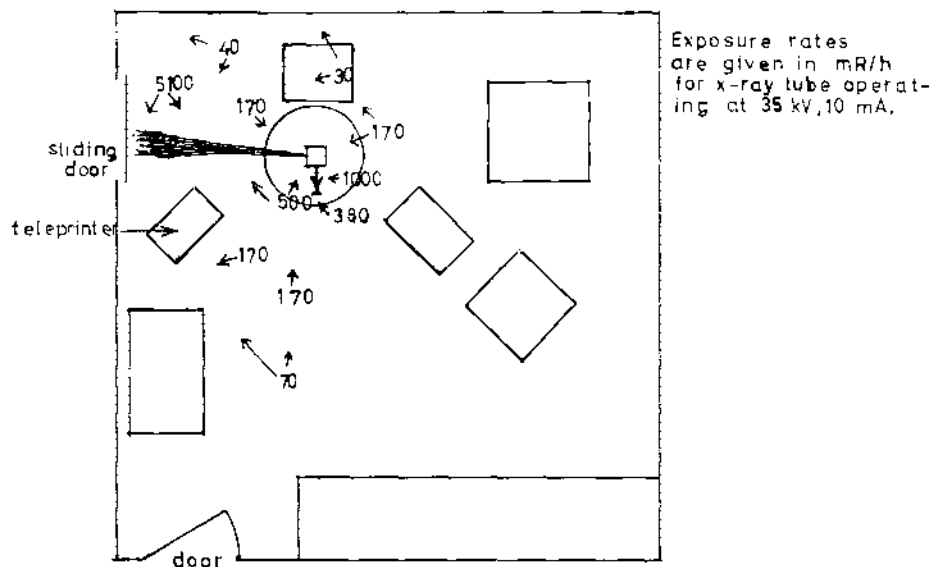 Exposure rates
are given in mR/h
for x-ray tube operat-
ing at 35 kV, 10 mA.
40
30
5100
170
170
sliding
door
1000
500
380
teleprinter
170
170
70
door